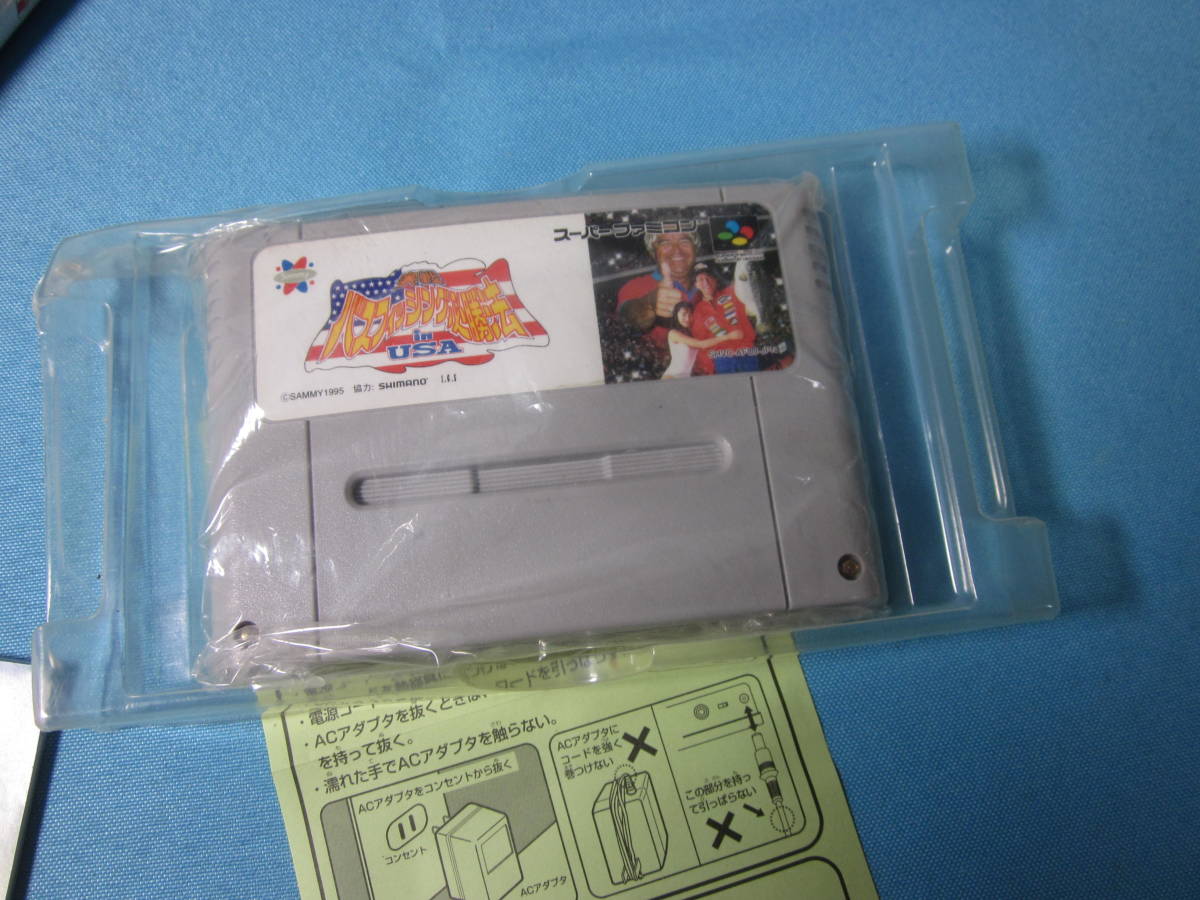 スーパーファミコン
バスフィッシング必勝法
in
USA
©SAMMY1995 協力: SHIMANO
コードを引っぱ
・電源コー
・ACアダプタを抜くときは、
を持って抜く。
・濡れた手でACアダプタを触らない。
ACアダプタをコンセントから抜く
コンセント
ACアダプタ
ACアダプタに
コードを強く
巻つけない
この部分を持っ
て引っぱらない